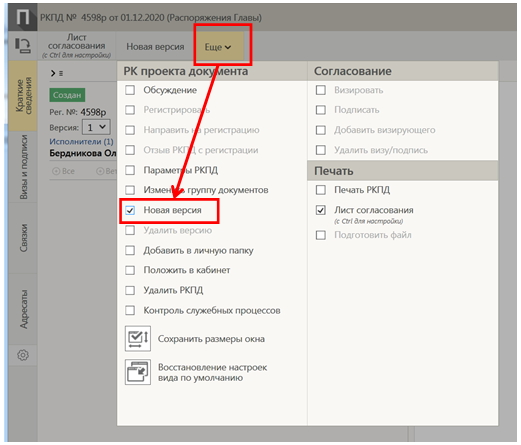 П
РКПД № 4598р от 01.12.2020 (Распоряжения Главы)
Лист
согласования
(с Ctrl для настройки)
Новая версия
Еще
Краткие
сведения
Визы и подписи
Связки
Адресаты
Создан
Рег. №: 4598р
Версия: 1
Исполнители (1)
Бердникова Ол
Все
РК проекта документа
Обсуждение
Регистрировать
Направить на регистрацию
Отзыв РКПД с регистрации
Параметры РКПД
Изменить группу документов
Новая версия
Удалить версию
Добавить в личную папку
Положить в кабинет
Удалить РКПД
Контроль служебных процессов
Сохранить размеры окна
Восстановление настроек
вида по умолчанию
Согласование
Визировать
Подписать
Добавить визирующего
Удалить визу/подпись
Печать
Печать РКПД
Лист согласования
(с Ctrl для настройки)
Подготовить файл